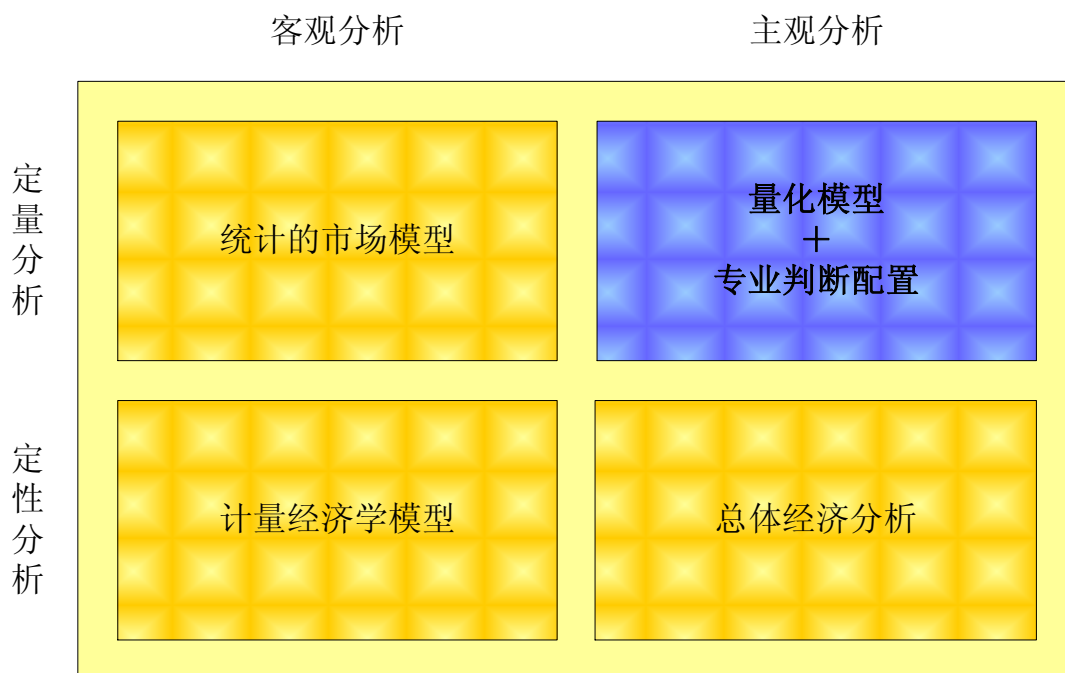 客观分析
主观分析
定量分析
统计的市场模型
量化模型
＋
专业判断配置
定性分析
计量经济学模型
总体经济分析